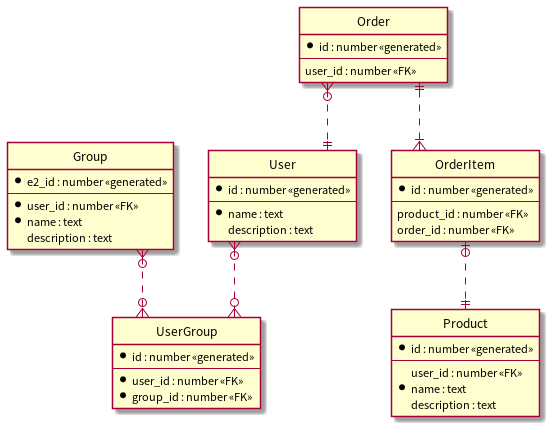 Order
id : number «generated»
user_id : number «FK»
Group
e2_id : number «generated»
user_id : number «FK»
name : text
description : text
User
id : number «generated»
name : text
description : text
OrderItem
id : number «generated»
product_id : number «FK»
order_id : number «FK»
UserGroup
id : number «generated»
user_id : number «FK»
group_id : number «FK»
Product
id : number «generated»
user_id : number «FK»
name : text
description : text